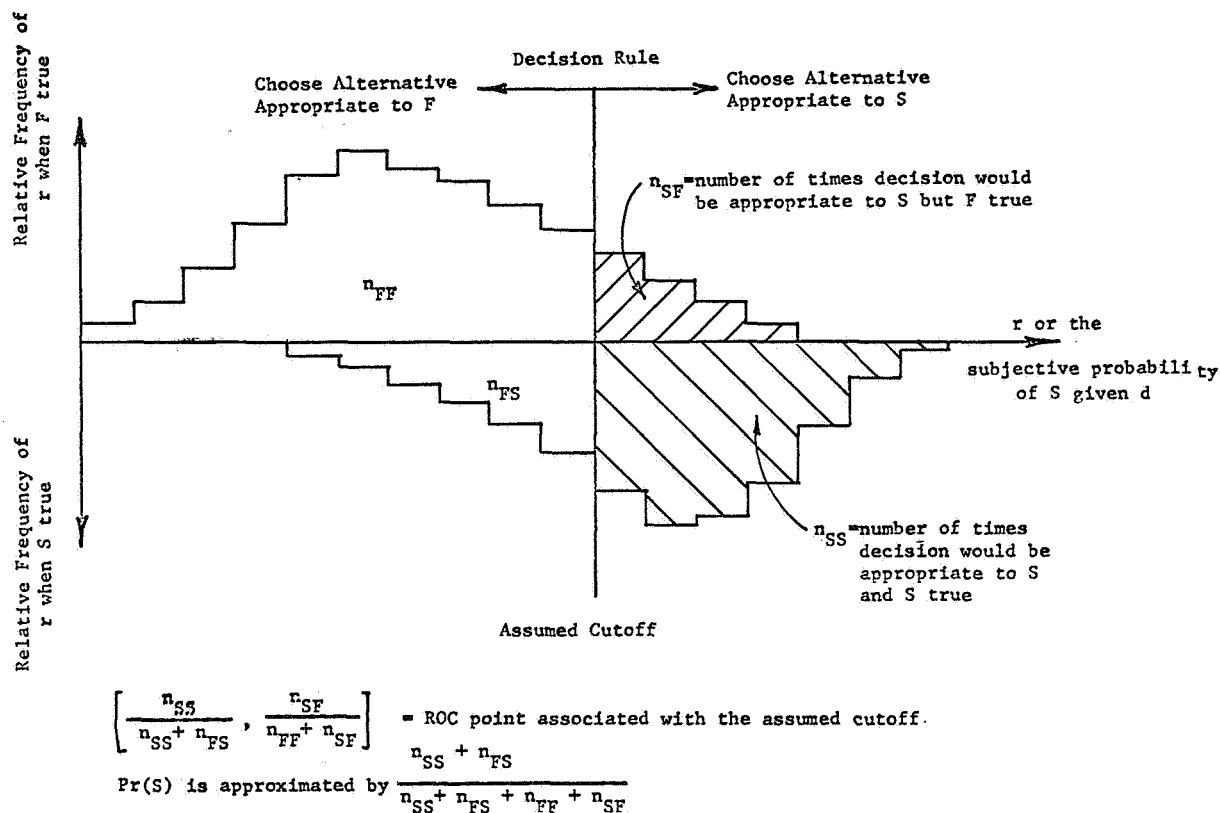 Relative Frequency of
r when F true
Decision Rule
Choose Alternative
Appropriate to F
Choose Alternative
Appropriate to S
n_SF=number of times decision would
be appropriate to S but F true
n_FF
r or the
subjective probability
of S given d
n_FS
Relative Frequency of
r when S true
n_SS=number of times
decision would be
appropriate to S
and S true
Assumed Cutoff
[ n_SS / n_SS + n_FS , n_SF / n_FF + n_SF ] = ROC point associated with the assumed cutoff.
Pr(S) is approximated by n_SS + n_FS / n_SS + n_FS + n_FF + n_SF